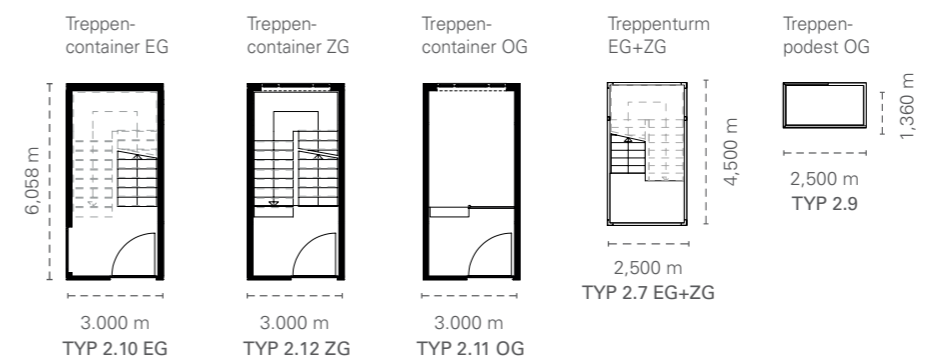 Treppen-
container EG
Treppen-
container ZG
Treppen-
container OG
Treppenturm
EG+ZG
Treppen-
podest OG
6,058 m
4,500 m
1,360 m
3.000 m
TYP 2.10 EG
3.000 m
TYP 2.12 ZG
3.000 m
TYP 2.11 OG
2,500 m
TYP 2.7 EG+ZG
2,500 m
TYP 2.9